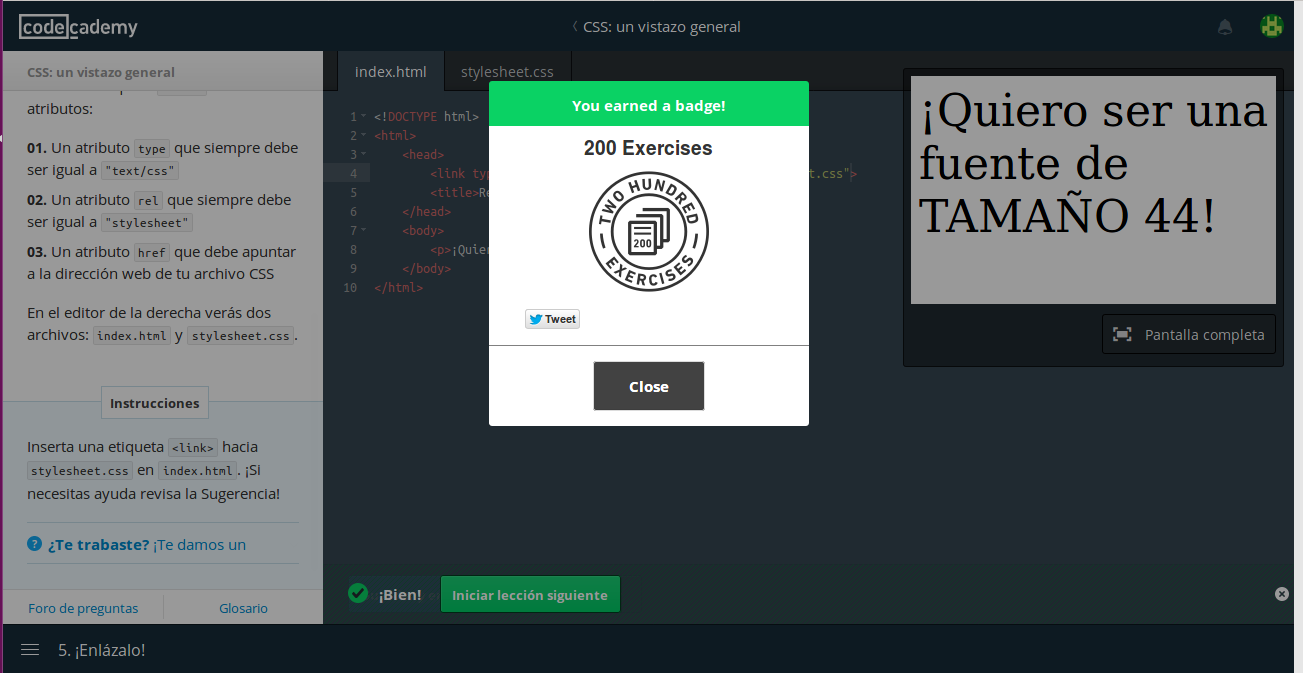 codecademy
CSS: un vistazo general
CSS: un vistazo general
atributos:
01. Un atributo type que siempre debe
ser igual a "text/css"
02. Un atributo rel que siempre debe
ser igual a "stylesheet"
03. Un atributo href que debe apuntar
a la dirección web de tu archivo CSS
En el editor de la derecha verás dos
archivos: index.html y stylesheet.css.
Instrucciones
Inserta una etiqueta <link> hacia
stylesheet.css en index.html. ¡Si
necesitas ayuda revisa la Sugerencia!
¿Te trabaste? ¡Te damos un
Foro de preguntas
Glosario
index.html
stylesheet.css
1 <!DOCTYPE html>
2 <html>
3 <head>
4 <link typ t.css">
5 <title>Re
6 </head>
7 <body>
8 <p>¡Quier
9 </body>
10 </html>
You earned a badge!
200 Exercises
TWO HUNDRED
200
EXERCISES
Tweet
Close
¡Quiero ser una
fuente de
TAMAÑO 44!
Pantalla completa
¡Bien!
Iniciar lección siguiente
5. ¡Enlázalo!